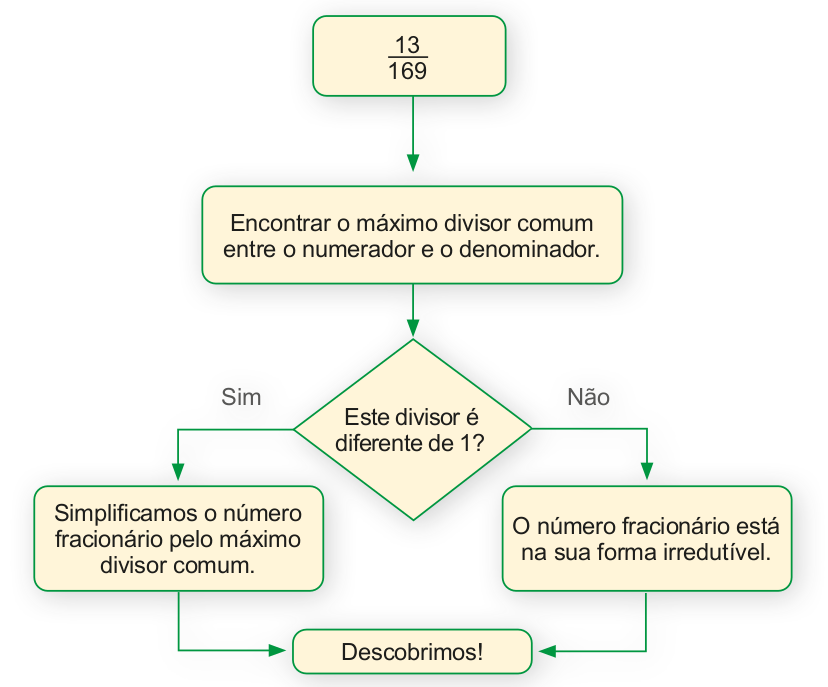 13
169
Encontrar o máximo divisor comum
entre o numerador e o denominador.
Este divisor é
diferente de 1?
Sim
Não
Simplificamos o número
fracionário pelo máximo
divisor comum.
O número fracionário está
na sua forma irredutível.
Descobrimos!